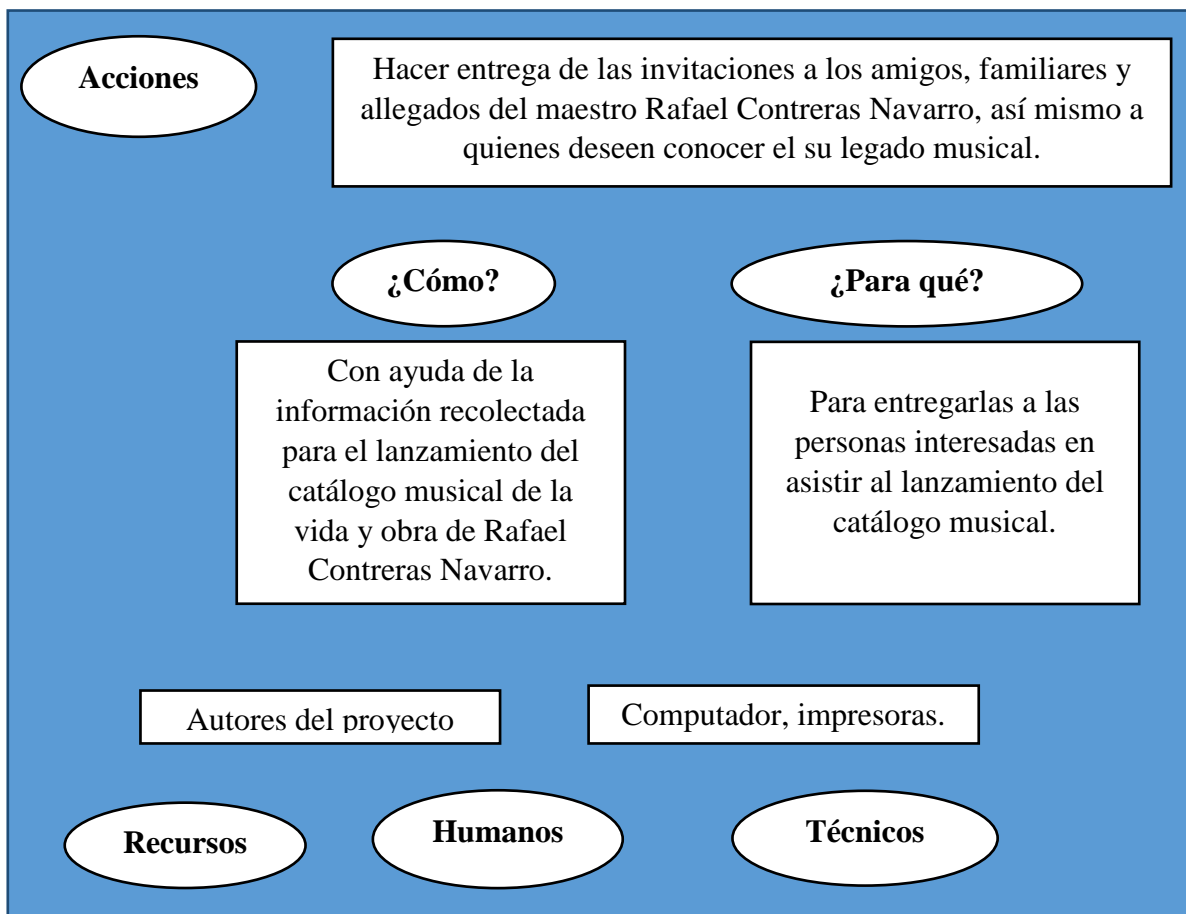 Acciones
Hacer entrega de las invitaciones a los amigos, familiares y
allegados del maestro Rafael Contreras Navarro, así mismo a
quienes deseen conocer el su legado musical.
¿Cómo?
¿Para qué?
Con ayuda de la
información recolectada
para el lanzamiento del
catálogo musical de la
vida y obra de Rafael
Contreras Navarro.
Para entregarlas a las
personas interesadas en
asistir al lanzamiento del
catálogo musical.
Autores del proyecto
Computador, impresoras.
Recursos
Humanos
Técnicos